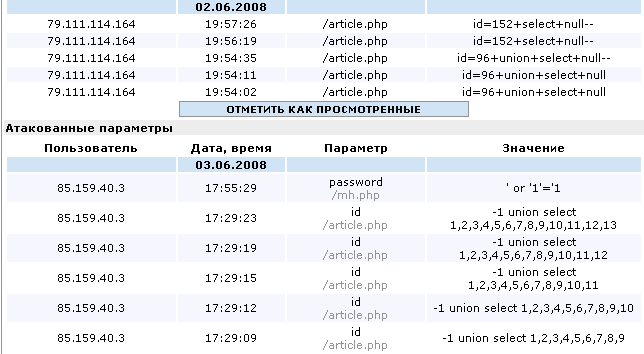 02.06.2008
79.111.114.164 19:57:26 /article.php id=152+select+null--
79.111.114.164 19:56:19 /article.php id=152+select+null--
79.111.114.164 19:54:35 /article.php id=96+union+select+null--
79.111.114.164 19:54:11 /article.php id=96+union+select+null
79.111.114.164 19:54:02 /article.php id=96+union+select+null
ОТМЕТИТЬ КАК ПРОСМОТРЕННЫЕ
Атакованные параметры
Пользователь Дата, время Параметр Значение
03.06.2008
85.159.40.3 17:55:29 password ' or '1'='1
/mh.php
85.159.40.3 17:29:23 id -1 union select
/article.php 1,2,3,4,5,6,7,8,9,10,11,12,13
85.159.40.3 17:29:19 id -1 union select
/article.php 1,2,3,4,5,6,7,8,9,10,11,12
85.159.40.3 17:29:15 id -1 union select
/article.php 1,2,3,4,5,6,7,8,9,10,11
85.159.40.3 17:29:12 id -1 union select 1,2,3,4,5,6,7,8,9,10
/article.php
85.159.40.3 17:29:09 id -1 union select 1,2,3,4,5,6,7,8,9
/article.php